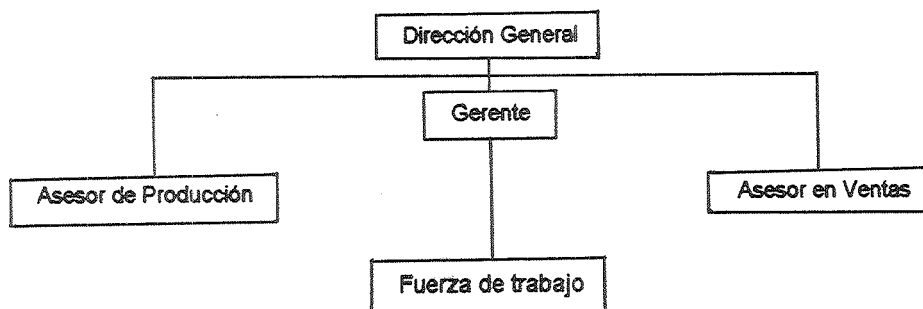 Dirección General
Gerente
Asesor de Producción
Asesor en Ventas
Fuerza de trabajo